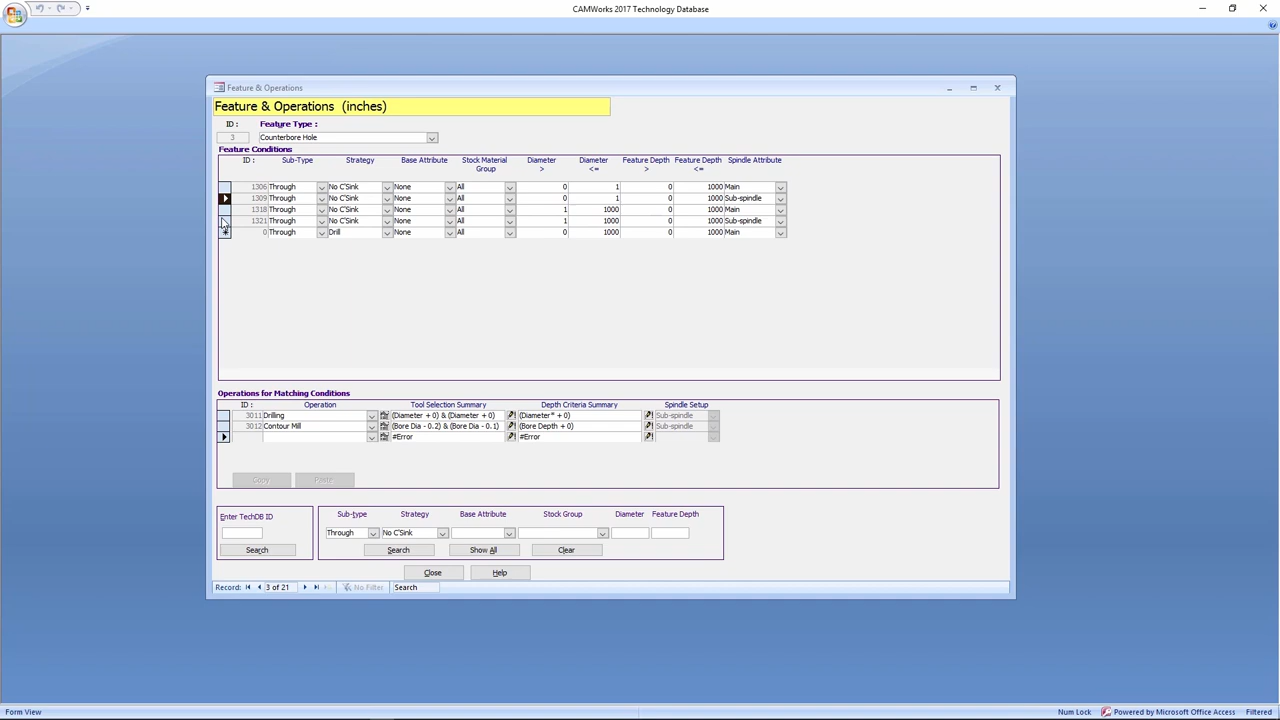 CAMWorks 2017 Technology Database
Feature & Operations
Feature & Operations (inches)
ID : Feature Type :
3 Counterbore Hole
Feature Conditions
ID : Sub-Type Strategy Base Attribute Stock Material Group Diameter > Diameter <= Feature Depth > Feature Depth <= Spindle Attribute
1306 Through No C'Sink None All 0 1 0 1000 Main
1309 Through No C'Sink None All 0 1 0 1000 Sub-spindle
1318 Through No C'Sink None All 1 1000 0 1000 Main
1321 Through No C'Sink None All 1 1000 0 1000 Sub-spindle
0 Through Drill None All 0 1000 0 1000 Main
Operations for Matching Conditions
ID : Operation Tool Selection Summary Depth Criteria Summary Spindle Setup
3011 Drilling (Diameter + 0) & (Diameter + 0) (Diameter* + 0) Sub-spindle
3012 Contour Mill (Bore Dia - 0.2) & (Bore Dia - 0.1) (Bore Depth + 0) Sub-spindle
#Error #Error
Copy Paste
Enter TechDB ID Sub-type Strategy Base Attribute Stock Group Diameter Feature Depth
Through No C'Sink
Search Search Show All Clear
Close Help
Record: 3 of 21 No Filter Search
Form View Num Lock Powered by Microsoft Office Access Filtered